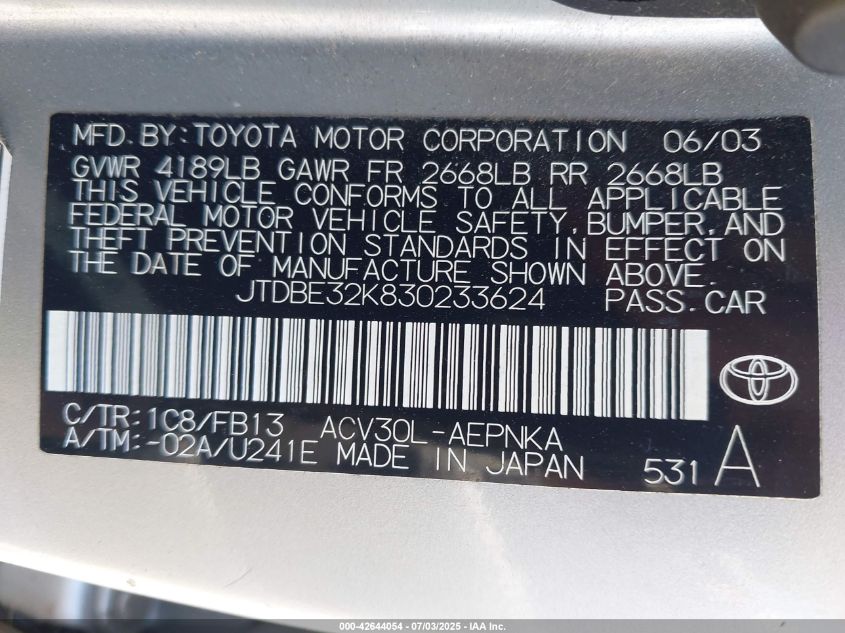 MFD.BY:TOYOTA MOTOR CORPORATION 06/03
GVWR 4189LB GAWR FR 2668LB RR 2668LB
THIS VEHICLE CONFORMS TO ALL APPLICABLE
FEDERAL MOTOR VEHICLE SAFETY,BUMPER,AND
THEFT PREVENTION STANDARDS IN EFFECT ON
THE DATE OF MANUFACTURE SHOWN ABOVE.
JTDBE32K830233624 PASS.CAR
C/TR:1C8/FB13 ACV30L-AEPNKA
A/TM:-02A/U241E MADE IN JAPAN 531 A
000-42644054 - 07/03/2025 - IAA Inc.